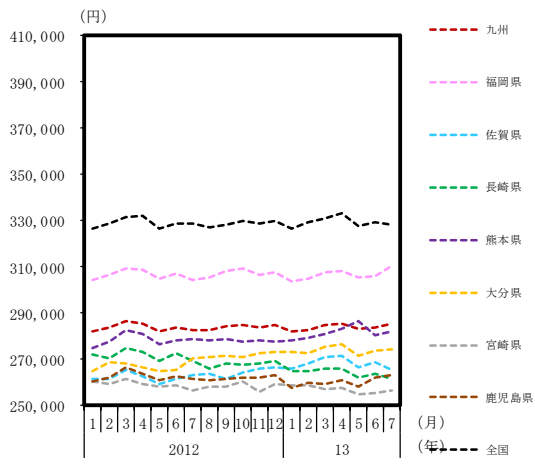 (円)
410,000
390,000
370,000
350,000
330,000
310,000
290,000
270,000
250,000
1 2 3 4 5 6 7 8 9 10 11 12 1 2 3 4 5 6 7 (月)
2012 13 (年)
九州
福岡県
佐賀県
長崎県
熊本県
大分県
宮崎県
鹿児島県
全国